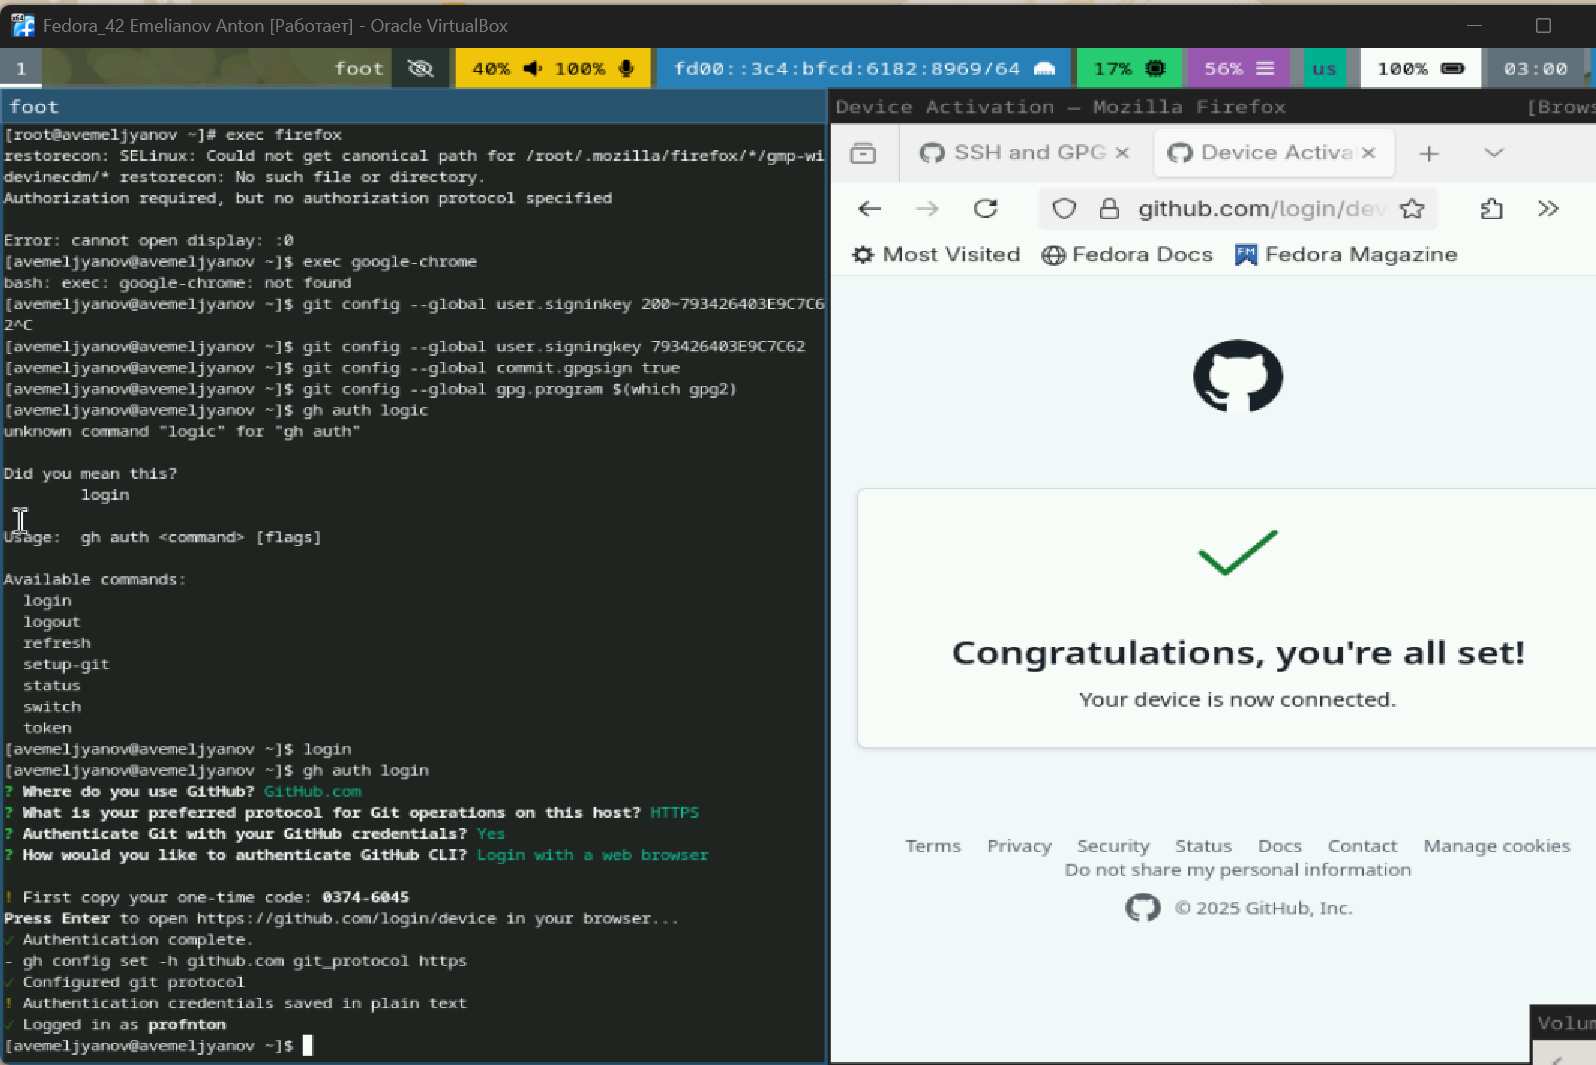 Fedora_42 Emelianov Anton [Работает] - Oracle VirtualBox
1 foot 40% 100% fd00::3c4:bfcd:6182:8969/64 17% 56% us 100% 03:00
foot
[root@avemeljyanov ~]# exec firefox
restorecon: SELinux: Could not get canonical path for /root/.mozilla/firefox/*/gmp-wi
devinecdm/* restorecon: No such file or directory.
Authorization required, but no authorization protocol specified
Error: cannot open display: :0
[avemeljyanov@avemeljyanov ~]$ exec google-chrome
bash: exec: google-chrome: not found
[avemeljyanov@avemeljyanov ~]$ git config --global user.signinkey 200~793426403E9C7C6
2^C
[avemeljyanov@avemeljyanov ~]$ git config --global user.signingkey 793426403E9C7C62
[avemeljyanov@avemeljyanov ~]$ git config --global commit.gpgsign true
[avemeljyanov@avemeljyanov ~]$ git config --global gpg.program $(which gpg2)
[avemeljyanov@avemeljyanov ~]$ gh auth logic
unknown command "logic" for "gh auth"
Did you mean this?
login
Usage: gh auth <command> [flags]
Available commands:
login
logout
refresh
setup-git
status
switch
token
[avemeljyanov@avemeljyanov ~]$ login
[avemeljyanov@avemeljyanov ~]$ gh auth login
? Where do you use GitHub? GitHub.com
? What is your preferred protocol for Git operations on this host? HTTPS
? Authenticate Git with your GitHub credentials? Yes
? How would you like to authenticate GitHub CLI? Login with a web browser
! First copy your one-time code: 0374-6045
Press Enter to open https://github.com/login/device in your browser...
✓ Authentication complete.
- gh config set -h github.com git_protocol https
✓ Configured git protocol
! Authentication credentials saved in plain text
✓ Logged in as profnton
[avemeljyanov@avemeljyanov ~]$
Device Activation — Mozilla Firefox [Brows
SSH and GPG Device Activa
github.com/login/dev
Most Visited Fedora Docs Fedora Magazine
Congratulations, you're all set!
Your device is now connected.
Terms Privacy Security Status Docs Contact Manage cookies
Do not share my personal information
© 2025 GitHub, Inc.
Volum